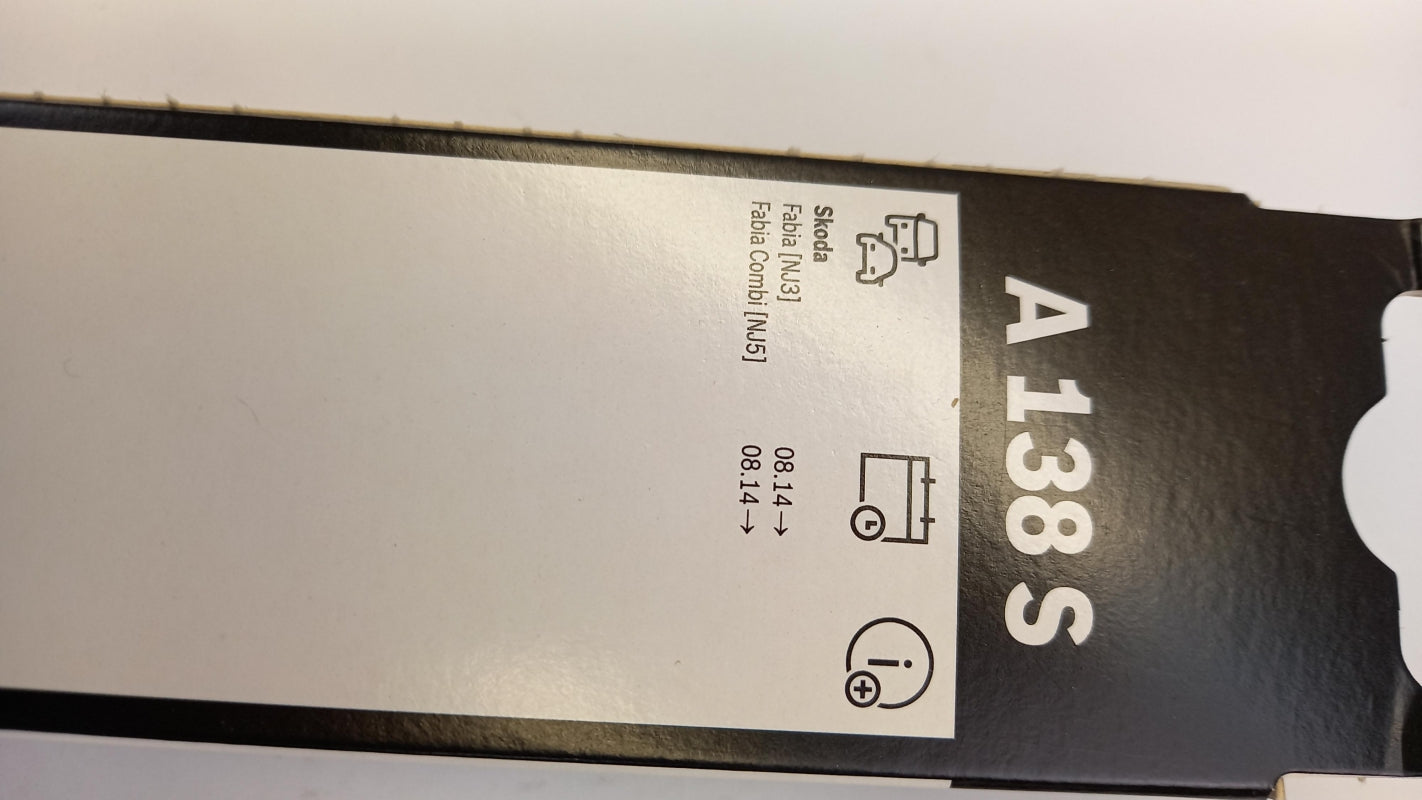 A 138 S
Skoda
Fabia [NJ3] 08.14→
Fabia Combi [NJ5] 08.14→